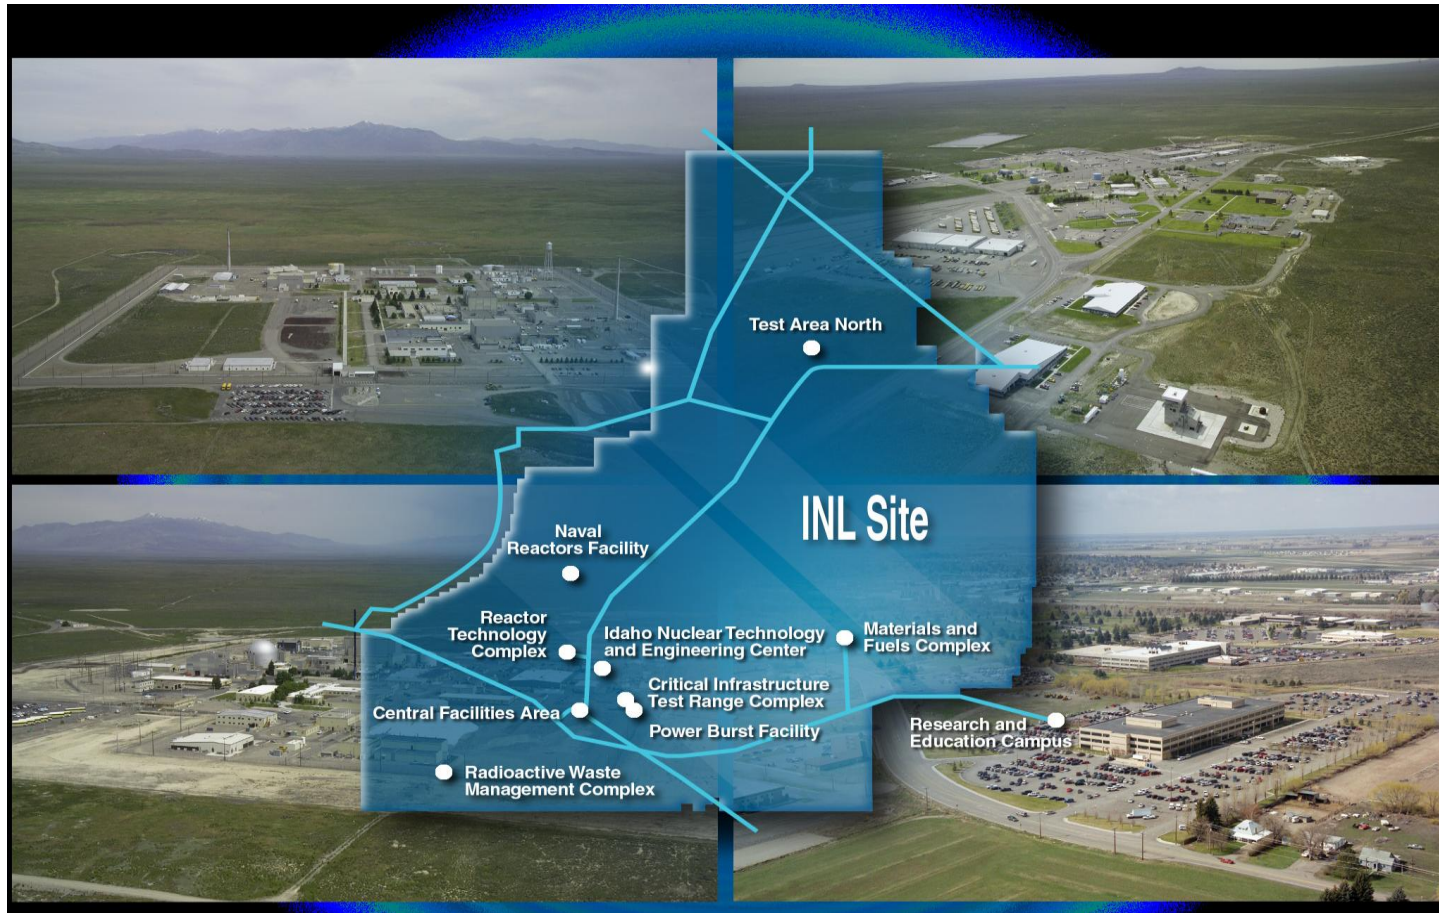 Test Area North
INL Site
Naval
Reactors Facility
Reactor
Technology
Complex
Idaho Nuclear Technology
and Engineering Center
Materials and
Fuels Complex
Critical Infrastructure
Test Range Complex
Central Facilities Area
Power Burst Facility
Research and
Education Campus
Radioactive Waste
Management Complex